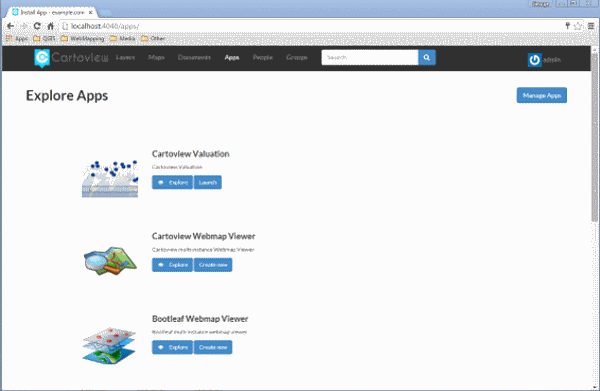 Install App - example.com
localhost:4040/apps/
Apps QGIS WebMapping Media Other
Cartoview Layers Maps Documents Apps People Groups Search admin
Explore Apps
Manage Apps
Cartoview Valuation
Cartoview Valuation
Explore Launch
Cartoview Webmap Viewer
Cartoview multi instance Webmap Viewer
Explore Create new
Bootleaf Webmap Viewer
Bootleaf multi instance webmap viewer
Explore Create new